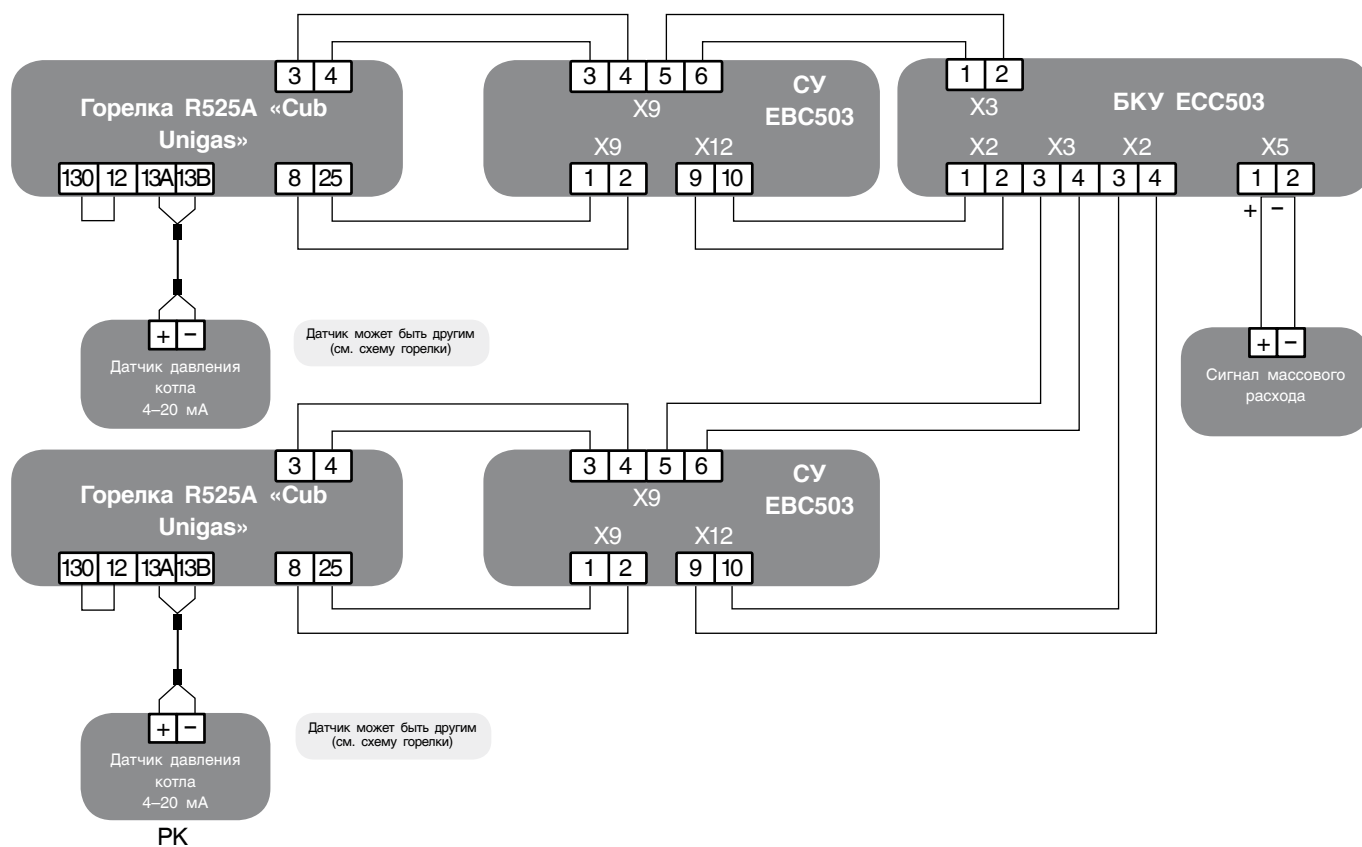 3 4
3 4 5 6
1 2
Горелка R525A «Cub
Unigas»
X9
СУ
EBC503
X3
БКУ ECC503
X9
X12
X2
X3
X2
X5
130 12 13A 13B
8 25
1 2
9 10
1 2 3 4 3 4
1 2
+ −
+ −
Датчик может быть другим
(см. схему горелки)
+ −
Датчик давления
котла
4–20 мА
Сигнал массового
расхода
3 4
3 4 5 6
Горелка R525A «Cub
Unigas»
X9
СУ
EBC503
X9
X12
130 12 13A 13B
8 25
1 2
9 10
+ −
Датчик может быть другим
(см. схему горелки)
Датчик давления
котла
4–20 мА
РК